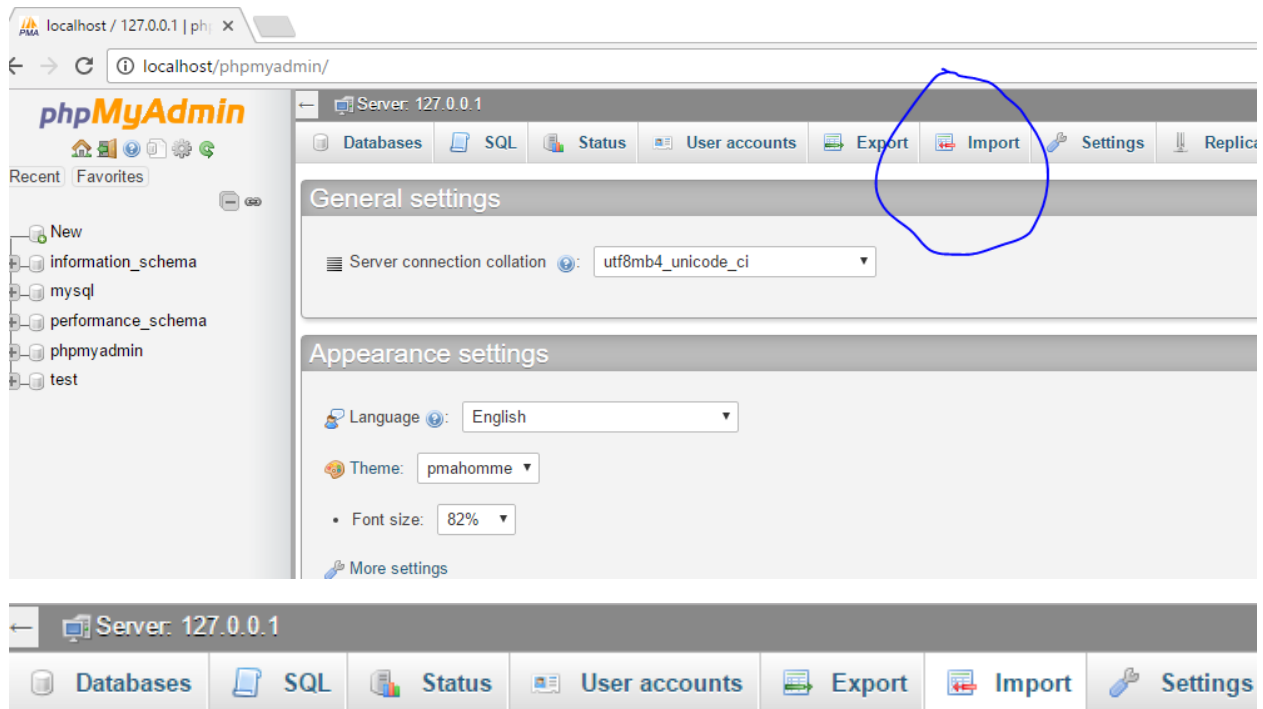 localhost / 127.0.0.1 | ph
localhost/phpmyadmin/
phpMyAdmin
Recent Favorites
New
information_schema
mysql
performance_schema
phpmyadmin
test
Server: 127.0.0.1
Databases SQL Status User accounts Export Import Settings Replica
General settings
Server connection collation : utf8mb4_unicode_ci
Appearance settings
Language : English
Theme: pmahomme
• Font size: 82%
More settings
Server: 127.0.0.1
Databases SQL Status User accounts Export Import Settings